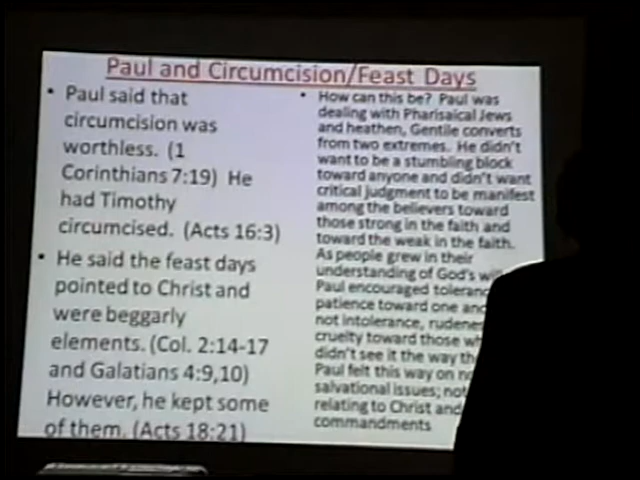 Paul and Circumcision/Feast Days
• Paul said that
circumcision was
worthless. (1
Corinthians 7:19) He
had Timothy
circumcised. (Acts 16:3)
• He said the feast days
pointed to Christ and
were beggarly
elements. (Col. 2:14-17
and Galatians 4:9,10)
However, he kept some
of them. (Acts 18:21)
• How can this be? Paul was
dealing with Pharisaical Jews
and heathen, Gentile converts
from two extremes. He didn't
want to be a stumbling block
toward anyone and didn't want
critical judgment to be manifest
among the believers toward
those strong in the faith and
toward the weak in the faith.
As people grew in their
understanding of God's
Paul encouraged
patience toward one
not intolerance,
cruelty toward those
didn't see it the way
Paul felt this way on
salvational issues;
relating to Christ and
commandments